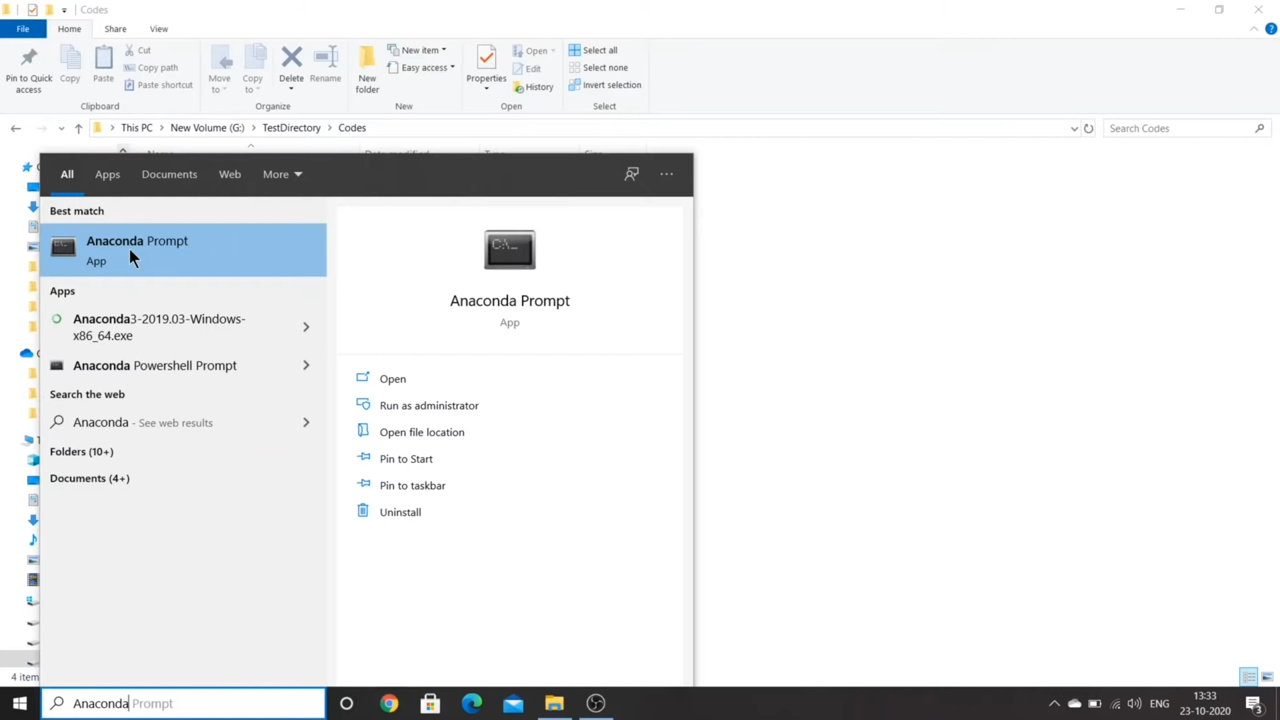 Codes
File
Home
Share
View
Pin to Quick
access
Copy
Paste
Cut
Copy path
Paste shortcut
Clipboard
Move
to
Copy
to
Delete
Rename
Organize
New
folder
New item
Easy access
New
Properties
Open
Edit
History
Open
Select all
Select none
Invert selection
Select
This PC
New Volume (G:)
TestDirectory
Codes
Search Codes
All
Apps
Documents
Web
More
Best match
Anaconda Prompt
App
Apps
Anaconda3-2019.03-Windows-
x86_64.exe
Anaconda Powershell Prompt
Search the web
Anaconda - See web results
Folders (10+)
Documents (4+)
C:\_
Anaconda Prompt
App
Open
Run as administrator
Open file location
Pin to Start
Pin to taskbar
Uninstall
4 item
Anaconda Prompt
ENG
13:33
23-10-2020
3